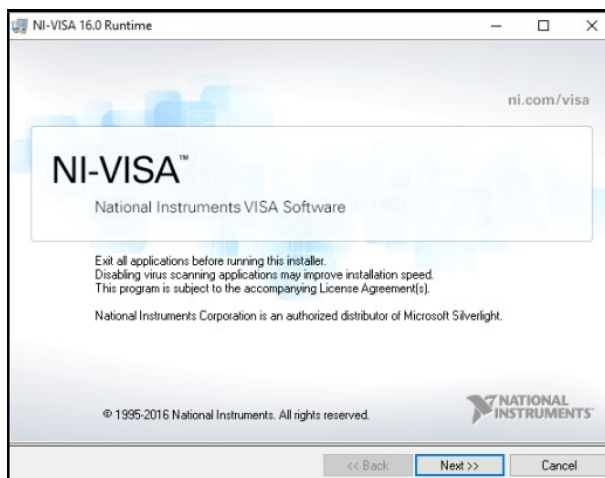 NI-VISA 16.0 Runtime
ni.com/visa
NI-VISA™
National Instruments VISA Software
Exit all applications before running this installer.
Disabling virus scanning applications may improve installation speed.
This program is subject to the accompanying License Agreement(s).
National Instruments Corporation is an authorized distributor of Microsoft Silverlight.
© 1995-2016 National Instruments. All rights reserved.
NATIONAL
INSTRUMENTS
<< Back
Next >>
Cancel